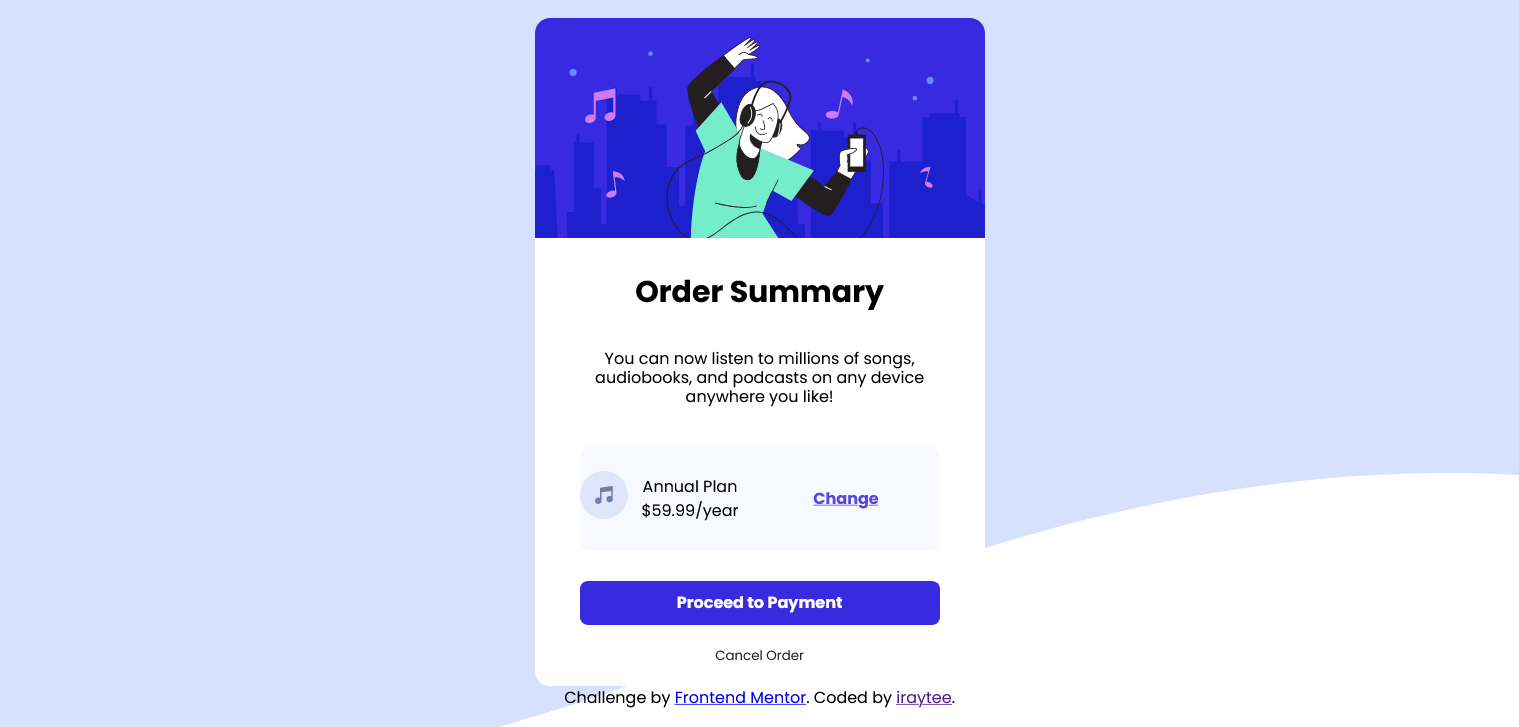 Order Summary
You can now listen to millions of songs,
audiobooks, and podcasts on any device
anywhere you like!
Annual Plan
$59.99/year
Change
Proceed to Payment
Cancel Order
Challenge by Frontend Mentor. Coded by iraytee.